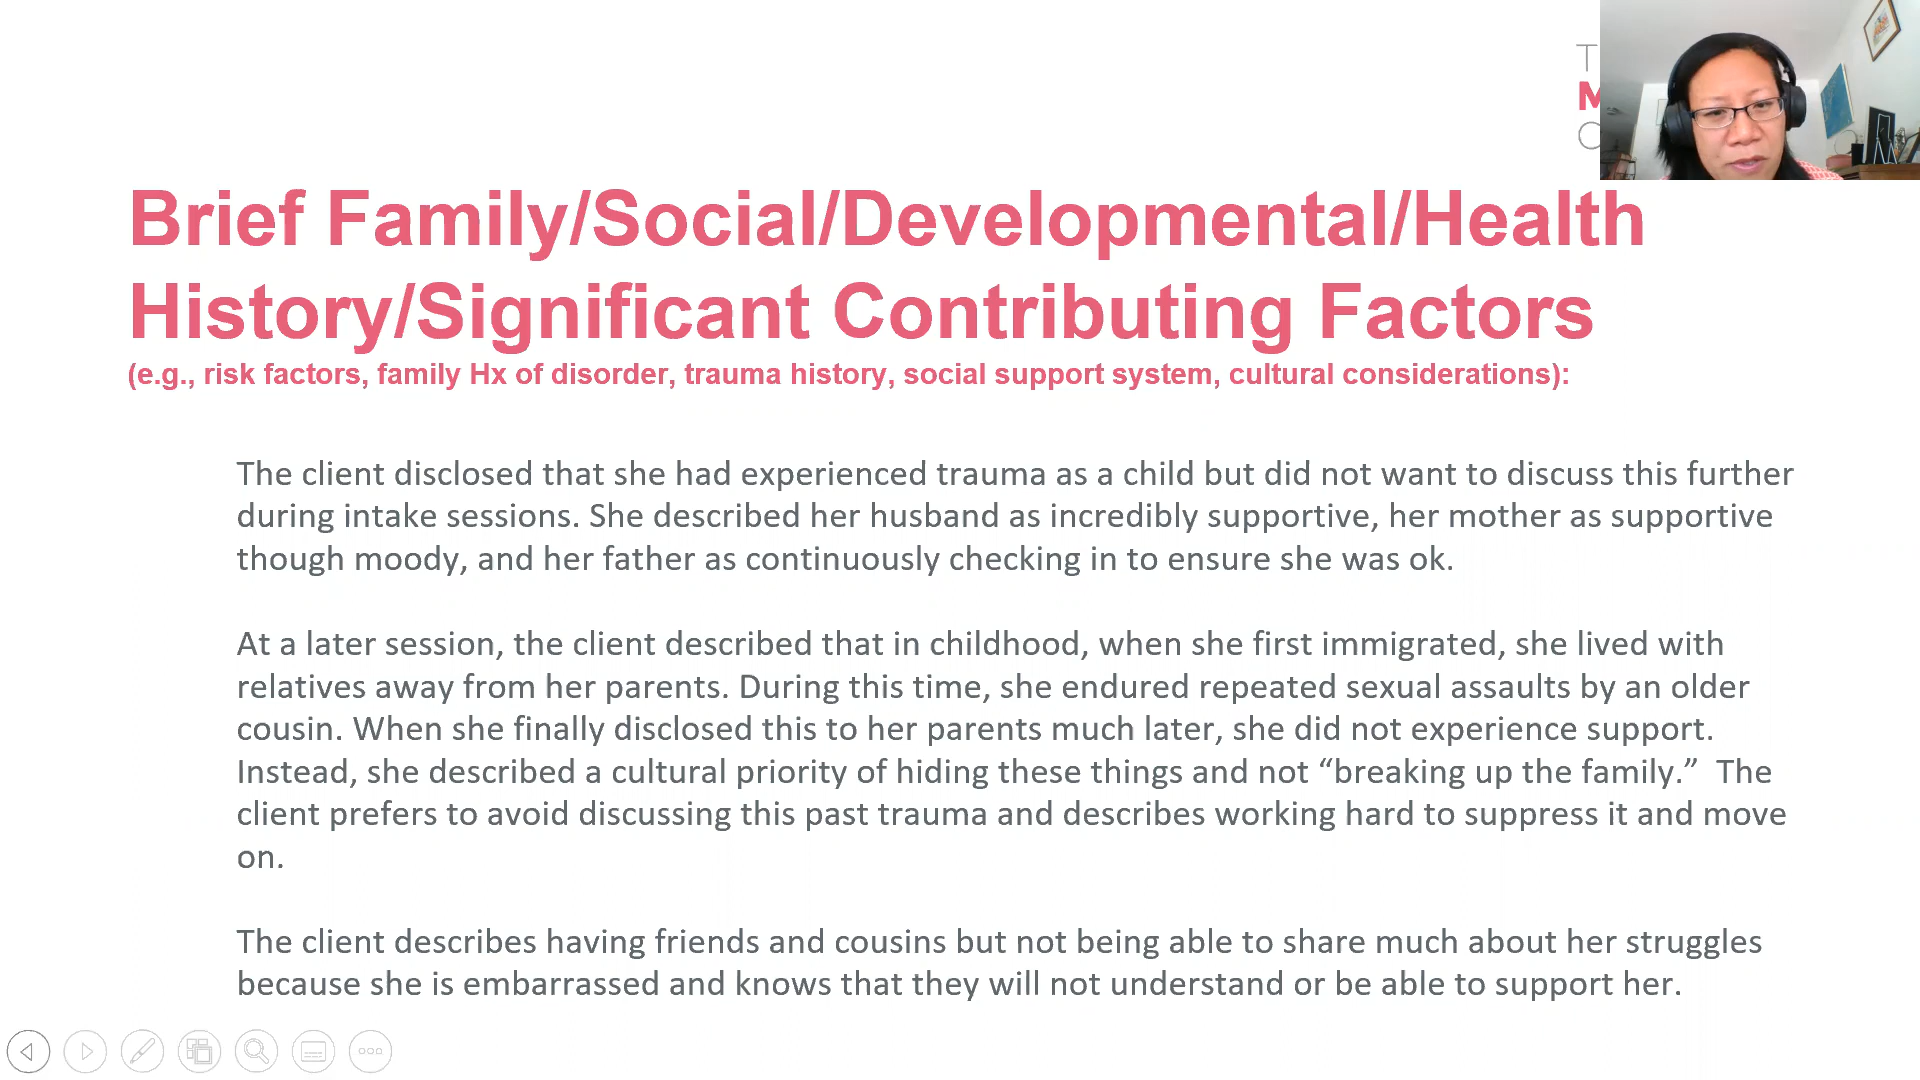 T
M
O
Brief Family/Social/Developmental/Health
History/Significant Contributing Factors
(e.g., risk factors, family Hx of disorder, trauma history, social support system, cultural considerations):
The client disclosed that she had experienced trauma as a child but did not want to discuss this further
during intake sessions. She described her husband as incredibly supportive, her mother as supportive
though moody, and her father as continuously checking in to ensure she was ok.
At a later session, the client described that in childhood, when she first immigrated, she lived with
relatives away from her parents. During this time, she endured repeated sexual assaults by an older
cousin. When she finally disclosed this to her parents much later, she did not experience support.
Instead, she described a cultural priority of hiding these things and not “breaking up the family.”  The
client prefers to avoid discussing this past trauma and describes working hard to suppress it and move
on.
The client describes having friends and cousins but not being able to share much about her struggles
because she is embarrassed and knows that they will not understand or be able to support her.